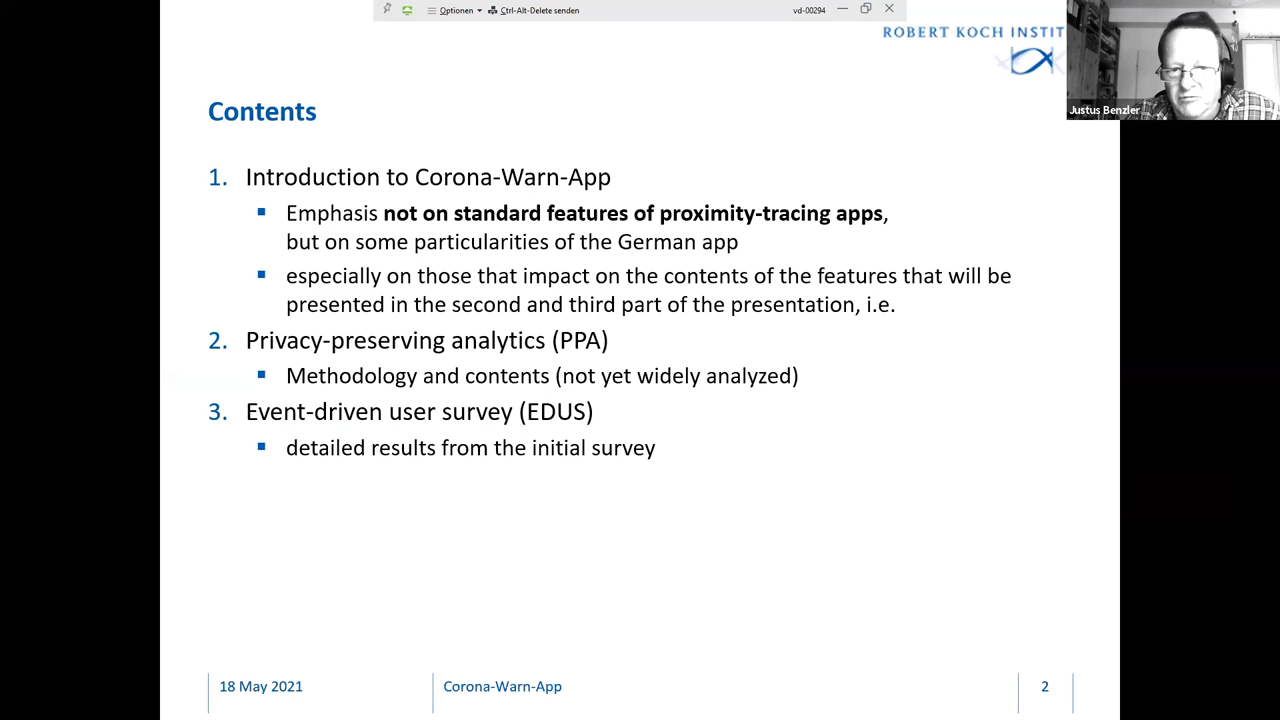 Optionen
Ctrl-Alt-Delete senden
vd-00294
ROBERT KOCH INSTIT
Justus Benzler
Contents
1. Introduction to Corona-Warn-App
▪ Emphasis not on standard features of proximity-tracing apps,
but on some particularities of the German app
▪ especially on those that impact on the contents of the features that will be
presented in the second and third part of the presentation, i.e.
2. Privacy-preserving analytics (PPA)
▪ Methodology and contents (not yet widely analyzed)
3. Event-driven user survey (EDUS)
▪ detailed results from the initial survey
18 May 2021
Corona-Warn-App
2